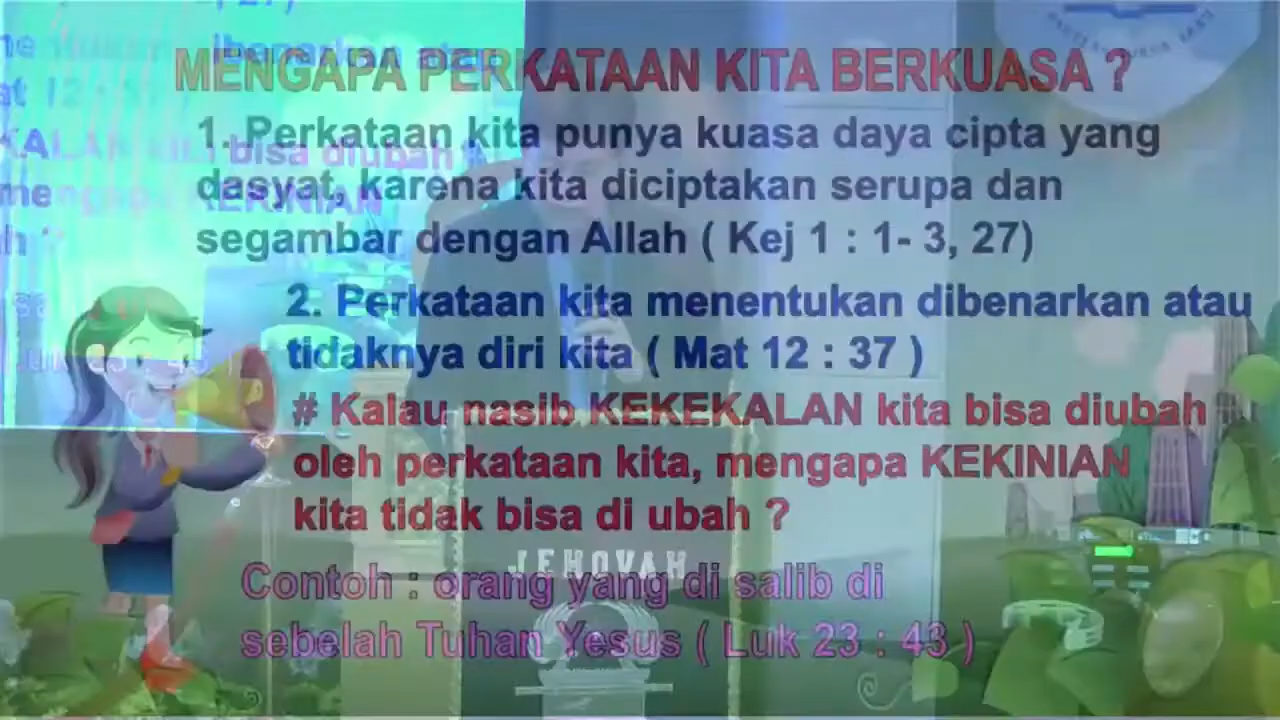 MENGAPA PERKATAAN KITA BERKUASA ?
1. Perkataan kita punya kuasa daya cipta yang
dasyat, karena kita diciptakan serupa dan
segambar dengan Allah ( Kej 1 : 1- 3, 27)
2. Perkataan kita menentukan dibenarkan atau
tidaknya diri kita ( Mat 12 : 37 )
# Kalau nasib KEKEKALAN kita bisa diubah
oleh perkataan kita, mengapa KEKINIAN
kita tidak bisa di ubah ?
JEHOVAH
Contoh : orang yang di salib di
sebelah Tuhan Yesus ( Luk 23 : 43 )